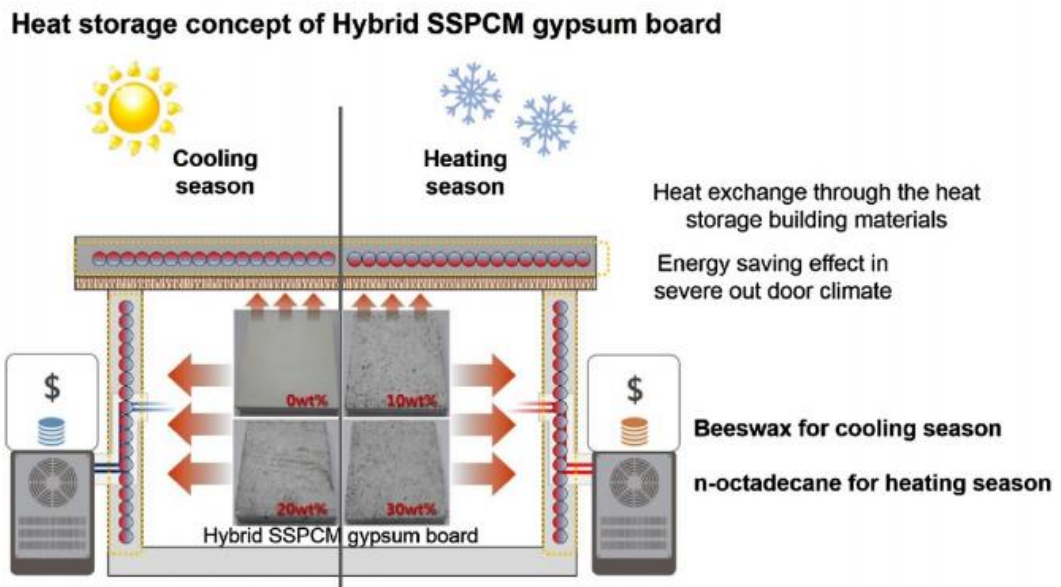 Heat storage concept of Hybrid SSPCM gypsum board
Cooling
season
Heating
season
Heat exchange through the heat
storage building materials
Energy saving effect in
severe out door climate
0wt%
10wt%
$
$
20wt%
30wt%
Hybrid SSPCM gypsum board
Beeswax for cooling season
n-octadecane for heating season